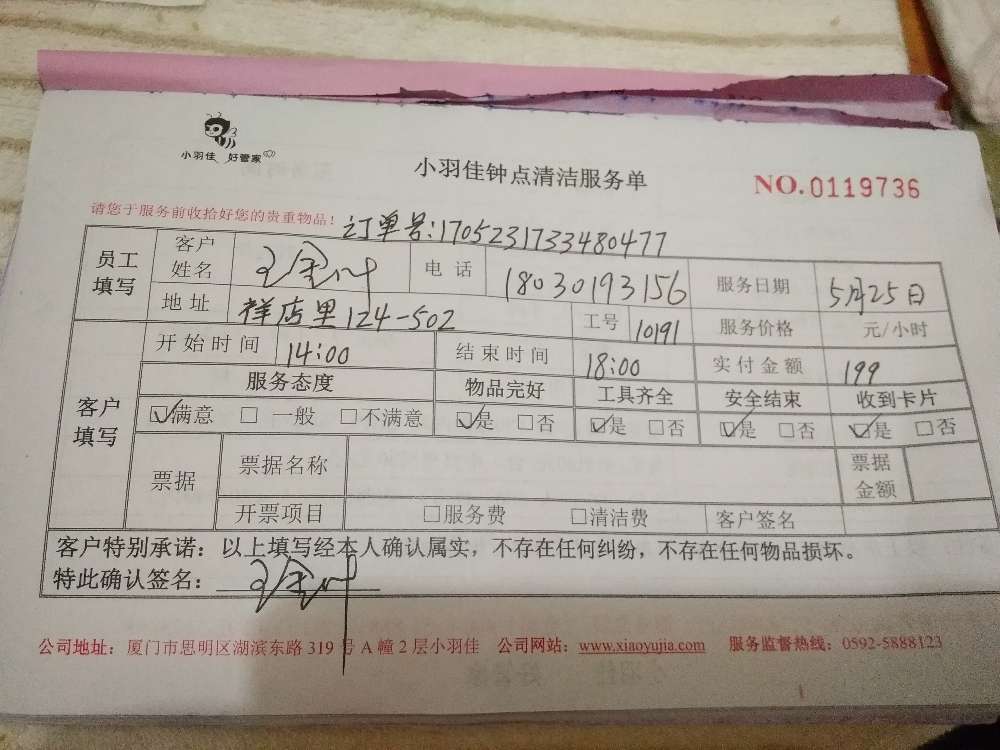 小羽佳 好管家
小羽佳钟点清洁服务单
NO.0119736
请您于服务前收拾好您的贵重物品！
订单号:1705231733480477
员工填写 客户姓名 王金叶 电话 18030193156 服务日期 5月25日
地址 祥店里124-502 工号 10191 服务价格 元/小时
客户填写 开始时间 14:00 结束时间 18:00 实付金额 199
服务态度 物品完好 工具齐全 安全结束 收到卡片
☑满意 □一般 □不满意 ☑是 □否 ☑是 □否 ☑是 □否 ☑是 □否
票据 票据名称 票据金额
开票项目 □服务费 □清洁费 客户签名
客户特别承诺：以上填写经本人确认属实，不存在任何纠纷，不存在任何物品损坏。
特此确认签名：王金叶
公司地址：厦门市思明区湖滨东路 319 号 A 幢 2 层小羽佳 公司网站：www.xiaoyujia.com 服务监督热线：0592-5888123